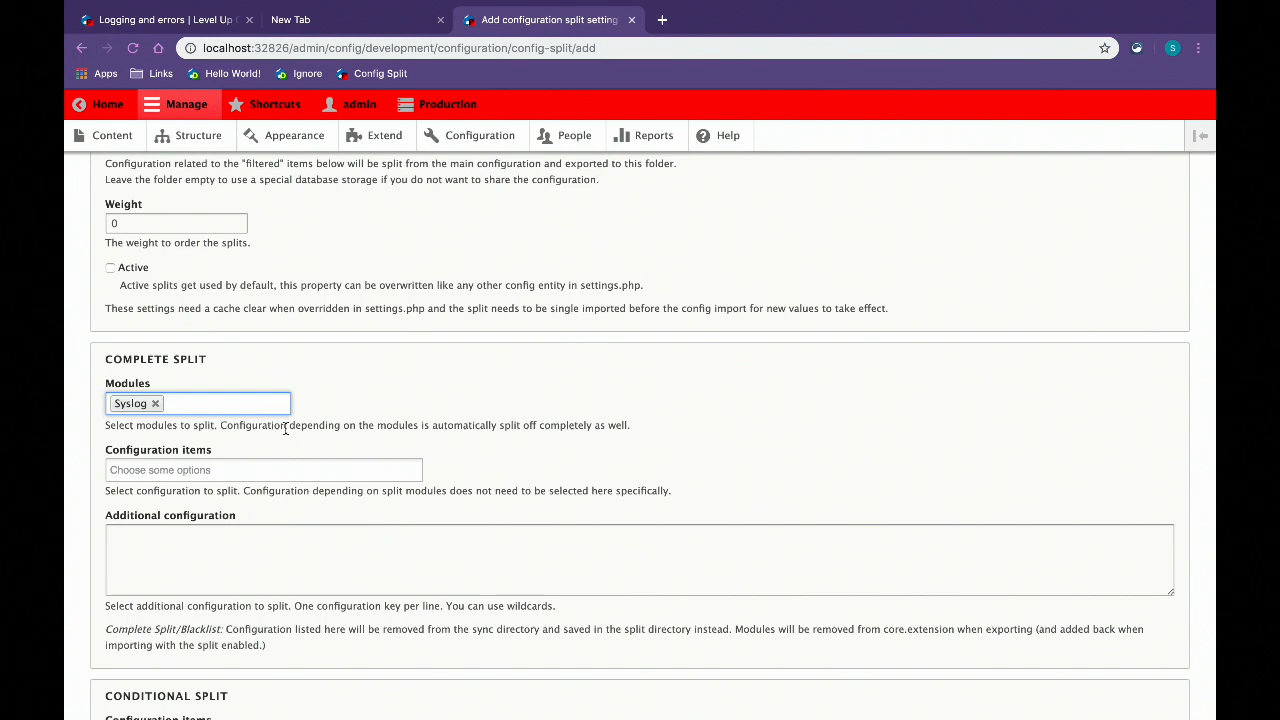 Logging and errors | Level Up
New Tab
Add configuration split setting
localhost:32826/admin/config/development/configuration/config-split/add
S
Apps
Links
Hello World!
Ignore
Config Split
Home
Manage
Shortcuts
admin
Production
Content
Structure
Appearance
Extend
Configuration
People
Reports
Help
Configuration related to the "filtered" items below will be split from the main configuration and exported to this folder.
Leave the folder empty to use a special database storage if you do not want to share the configuration.
Weight
0
The weight to order the splits.
Active
Active splits get used by default, this property can be overwritten like any other config entity in settings.php.
These settings need a cache clear when overridden in settings.php and the split needs to be single imported before the config import for new values to take effect.
COMPLETE SPLIT
Modules
Syslog
Select modules to split. Configuration depending on the modules is automatically split off completely as well.
Configuration items
Choose some options
Select configuration to split. Configuration depending on split modules does not need to be selected here specifically.
Additional configuration
Select additional configuration to split. One configuration key per line. You can use wildcards.
Complete Split/Blacklist: Configuration listed here will be removed from the sync directory and saved in the split directory instead. Modules will be removed from core.extension when exporting (and added back when
importing with the split enabled.)
CONDITIONAL SPLIT
Configuration items